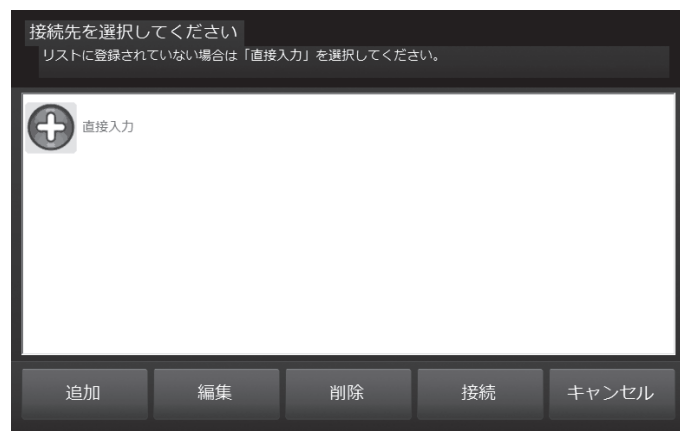 接続先を選択してください
リストに登録されていない場合は「直接入力」を選択してください。
直接入力
追加
編集
削除
接続
キャンセル